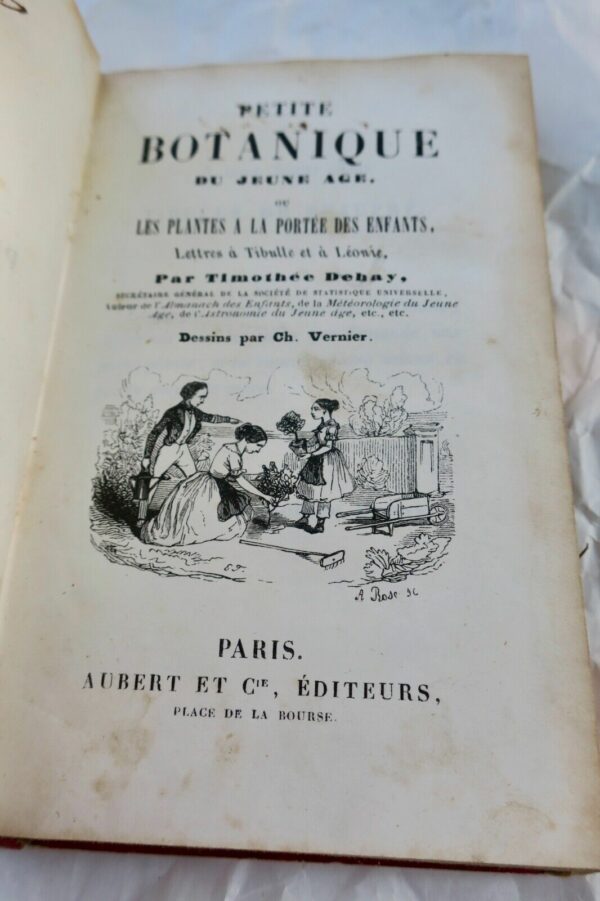 PETITE
BOTANIQUE
DU JEUNE AGE,
OU
LES PLANTES A LA PORTÉE DES ENFANTS,
Lettres à Tibulle et à Léonie,
Par Timothée Dehay,
SECRÉTAIRE GÉNÉRAL DE LA SOCIÉTÉ DE STATISTIQUE UNIVERSELLE,
Auteur de l'Almanach des Enfants, de la Météorologie du Jeune
Age, de l'Astronomie du Jeune âge, etc., etc.
Dessins par Ch. Vernier.
A Rose sc
PARIS.
AUBERT ET Cie, ÉDITEURS,
PLACE DE LA BOURSE.